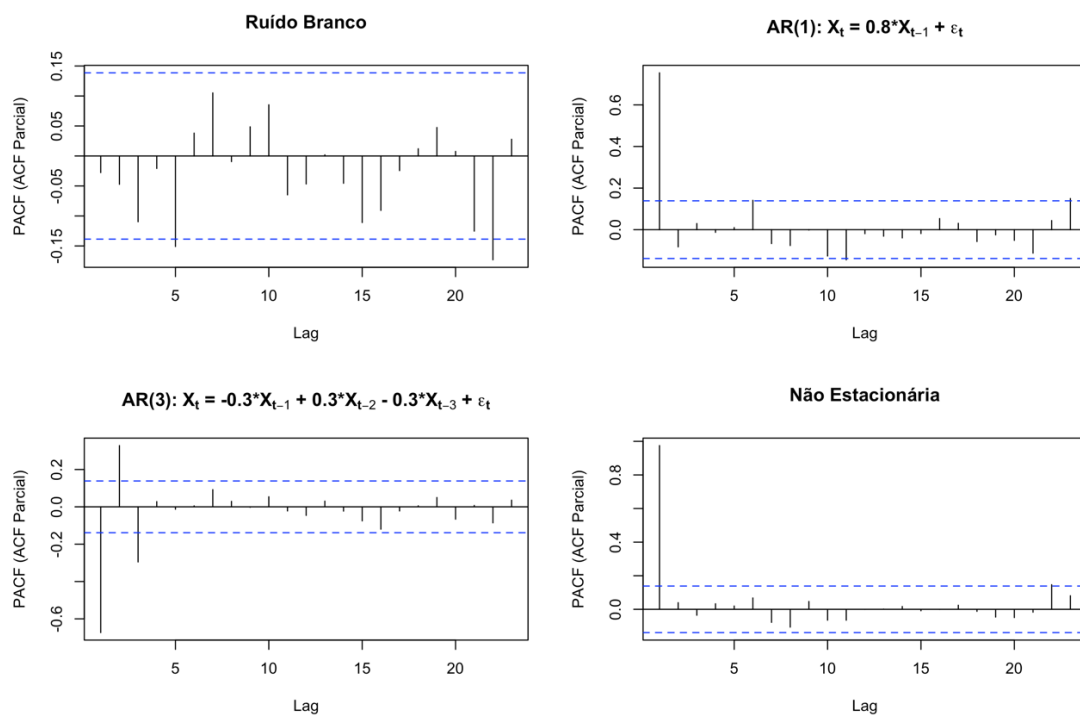 Ruído Branco
PACF (ACF Parcial)
0.15
0.05
-0.05
-0.15
5 10 15 20
Lag
AR(1): Xt = 0.8*Xt−1 + εt
PACF (ACF Parcial)
0.6
0.4
0.2
0.0
5 10 15 20
Lag
AR(3): Xt = -0.3*Xt−1 + 0.3*Xt−2 - 0.3*Xt−3 + εt
PACF (ACF Parcial)
0.2
0.0
-0.2
-0.6
5 10 15 20
Lag
Não Estacionária
PACF (ACF Parcial)
0.8
0.4
0.0
5 10 15 20
Lag